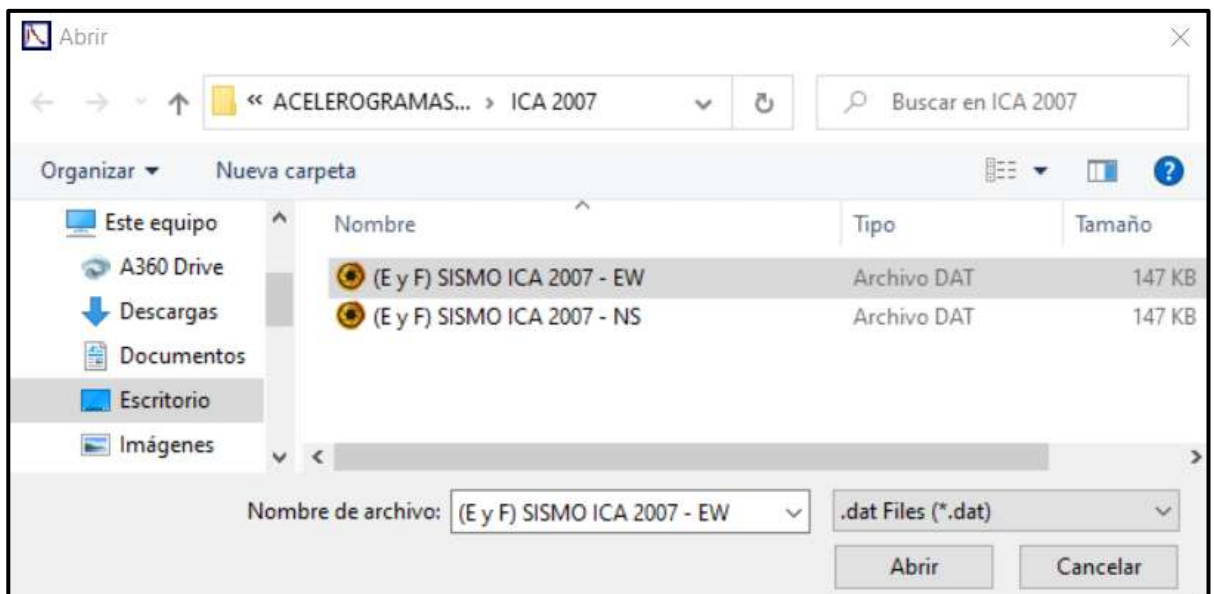 Abrir
« ACELEROGRAMAS... › ICA 2007
Buscar en ICA 2007
Organizar
Nueva carpeta
Este equipo
A360 Drive
Descargas
Documentos
Escritorio
Imágenes
Nombre Tipo Tamaño
(E y F) SISMO ICA 2007 - EW Archivo DAT 147 KB
(E y F) SISMO ICA 2007 - NS Archivo DAT 147 KB
Nombre de archivo: (E y F) SISMO ICA 2007 - EW .dat Files (*.dat)
Abrir Cancelar